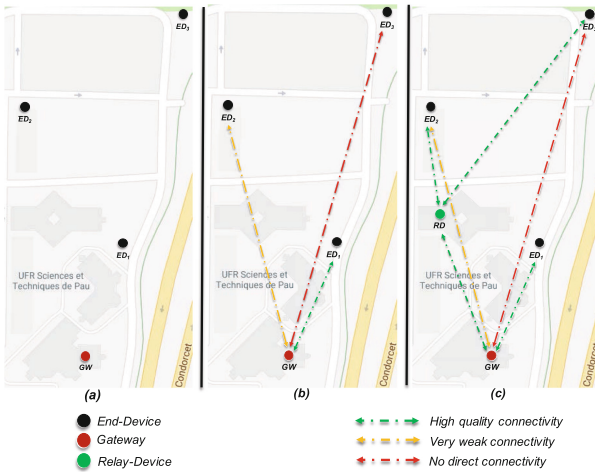 ED3
ED3
ED3
ED2
ED2
ED2
ED1
ED1
ED1
RD
UFR Sciences et
Techniques de Pau
UFR Sciences et
Techniques de Pau
UFR Sciences et
Techniques de Pau
GW
GW
GW
Condorcet
Condorcet
Condorcet
(a)
(b)
(c)
End-Device
Gateway
Relay-Device
High quality connectivity
Very weak connectivity
No direct connectivity